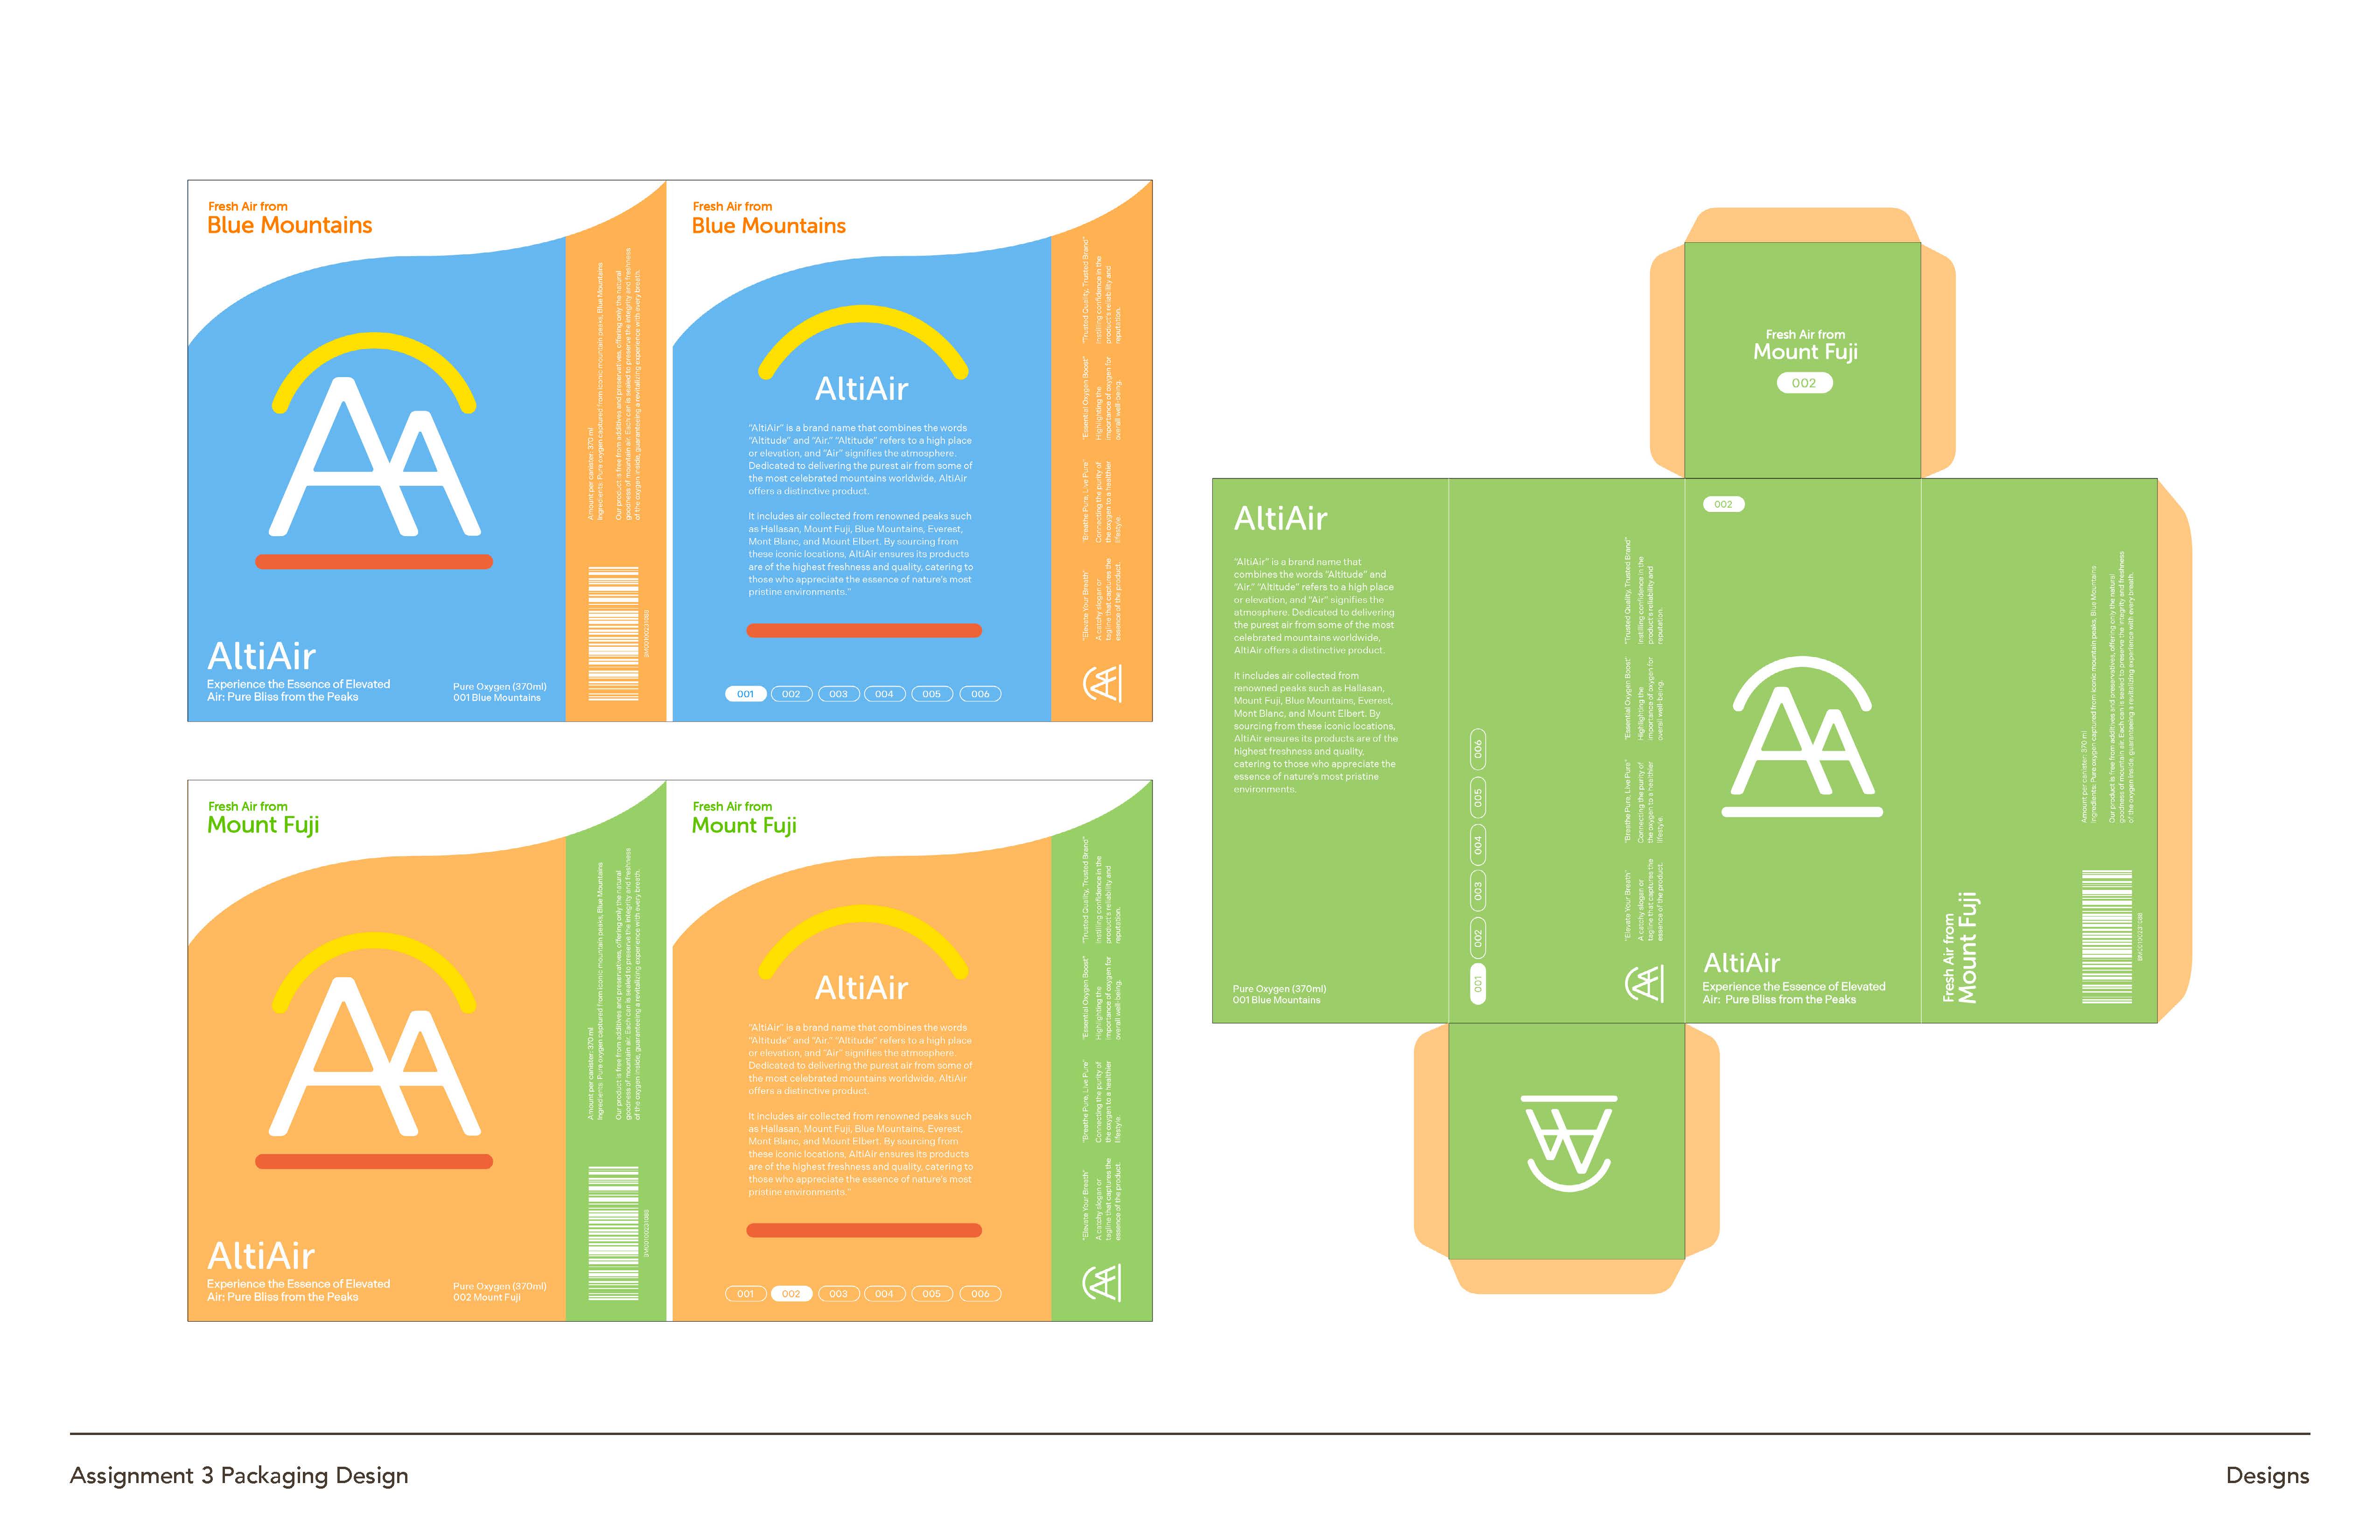 Fresh Air from
Blue Mountains
AA
AltiAir
Experience the Essence of Elevated
Air: Pure Bliss from the Peaks
Pure Oxygen (370ml)
001 Blue Mountains
Amount per canister: 370 ml
Ingredients: Pure oxygen captured from iconic mountain peaks, Blue Mountains
Our product is free from additives and preservatives, offering only the natural
goodness of mountain air. Each can is sealed to preserve the integrity and freshness
of the oxygen inside, guaranteeing a revitalizing experience with every breath.
Fresh Air from
Blue Mountains
AltiAir
"AltiAir" is a brand name that combines the words
"Altitude" and "Air." "Altitude" refers to a high place
or elevation, and "Air" signifies the atmosphere.
Dedicated to delivering the purest air from some of
the most celebrated mountains worldwide, AltiAir
offers a distinctive product.
It includes air collected from renowned peaks such
as Hallasan, Mount Fuji, Blue Mountains, Everest,
Mont Blanc, and Mount Elbert. By sourcing from
these iconic locations, AltiAir ensures its products
are of the highest freshness and quality, catering to
those who appreciate the essence of nature's most
pristine environments."
001 002 003 004 005 006
"Elevate Your Breath"
A catchy slogan or
tagline that captures the
essence of the product.
"Breathe Pure, Live Pure"
Connecting the purity of
the oxygen to a healthier
lifestyle.
"Essential Oxygen Boost"
Highlighting the
importance of oxygen for
overall well-being.
"Trusted Quality, Trusted Brand"
Instilling confidence in the
product's reliability and
reputation.
AA
Fresh Air from
Mount Fuji
AA
AltiAir
Experience the Essence of Elevated
Air: Pure Bliss from the Peaks
Pure Oxygen (370ml)
002 Mount Fuji
Amount per canister: 370 ml
Ingredients: Pure oxygen captured from iconic mountain peaks, Blue Mountains
Our product is free from additives and preservatives, offering only the natural
goodness of mountain air. Each can is sealed to preserve the integrity and freshness
of the oxygen inside, guaranteeing a revitalizing experience with every breath.
Fresh Air from
Mount Fuji
AltiAir
"AltiAir" is a brand name that combines the words
"Altitude" and "Air." "Altitude" refers to a high place
or elevation, and "Air" signifies the atmosphere.
Dedicated to delivering the purest air from some of
the most celebrated mountains worldwide, AltiAir
offers a distinctive product.
It includes air collected from renowned peaks such
as Hallasan, Mount Fuji, Blue Mountains, Everest,
Mont Blanc, and Mount Elbert. By sourcing from
these iconic locations, AltiAir ensures its products
are of the highest freshness and quality, catering to
those who appreciate the essence of nature's most
pristine environments."
001 002 003 004 005 006
"Elevate Your Breath"
A catchy slogan or
tagline that captures the
essence of the product.
"Breathe Pure, Live Pure"
Connecting the purity of
the oxygen to a healthier
lifestyle.
"Essential Oxygen Boost"
Highlighting the
importance of oxygen for
overall well-being.
"Trusted Quality, Trusted Brand"
Instilling confidence in the
product's reliability and
reputation.
AA
Fresh Air from
Mount Fuji
002
AltiAir
"AltiAir" is a brand name that
combines the words "Altitude" and
"Air." "Altitude" refers to a high place
or elevation, and "Air" signifies the
atmosphere. Dedicated to delivering
the purest air from some of the most
celebrated mountains worldwide,
AltiAir offers a distinctive product.
It includes air collected from
renowned peaks such as Hallasan,
Mount Fuji, Blue Mountains, Everest,
Mont Blanc, and Mount Elbert. By
sourcing from these iconic locations,
AltiAir ensures its products are of the
highest freshness and quality,
catering to those who appreciate the
essence of nature's most pristine
environments.
Pure Oxygen (370ml)
001 Blue Mountains
001 002 003 004 005 006
"Elevate Your Breath"
A catchy slogan or
tagline that captures the
essence of the product.
"Breathe Pure, Live Pure"
Connecting the purity of
the oxygen to a healthier
lifestyle.
"Essential Oxygen Boost"
Highlighting the
importance of oxygen for
overall well-being.
"Trusted Quality, Trusted Brand"
Instilling confidence in the
product's reliability and
reputation.
AA
002
AA
AltiAir
Experience the Essence of Elevated
Air: Pure Bliss from the Peaks
Fresh Air from
Mount Fuji
Amount per canister: 370 ml
Ingredients: Pure oxygen captured from iconic mountain peaks, Blue Mountains
Our product is free from additives and preservatives, offering only the natural
goodness of mountain air. Each can is sealed to preserve the integrity and freshness
of the oxygen inside, guaranteeing a revitalizing experience with every breath.
AA
Assignment 3 Packaging Design
Designs